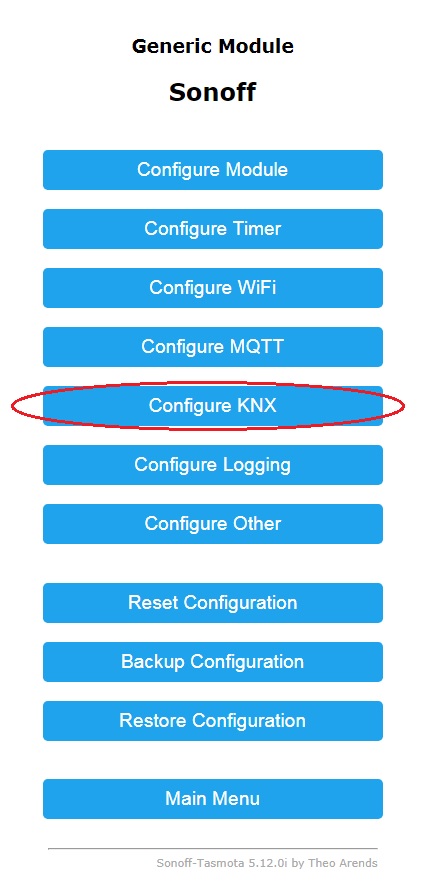 Generic Module
Sonoff
Configure Module
Configure Timer
Configure WiFi
Configure MQTT
Configure KNX
Configure Logging
Configure Other
Reset Configuration
Backup Configuration
Restore Configuration
Main Menu
Sonoff-Tasmota 5.12.0i by Theo Arends